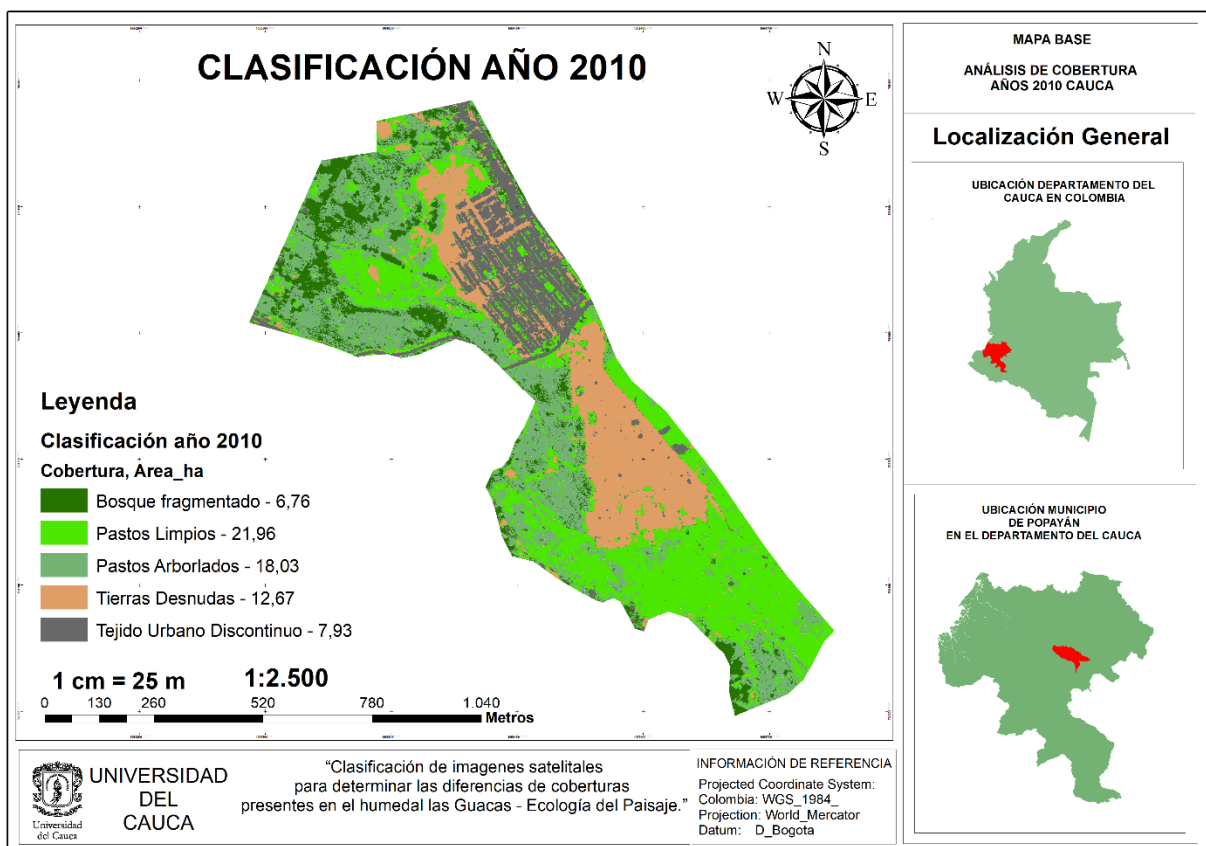 CLASIFICACIÓN AÑO 2010
N
W
E
S
Leyenda
Clasificación año 2010
Cobertura, Área_ha
Bosque fragmentado - 6,76
Pastos Limpios - 21,96
Pastos Arborlados - 18,03
Tierras Desnudas - 12,67
Tejido Urbano Discontinuo - 7,93
1 cm = 25 m 1:2.500
0 130 260 520 780 1.040
Metros
Universidad
del Cauca
UNIVERSIDAD
DEL
CAUCA
“Clasificación de imagenes satelitales
para determinar las diferencias de coberturas
presentes en el humedal las Guacas - Ecología del Paisaje.”
INFORMACIÓN DE REFERENCIA
Projected Coordinate System:
Colombia: WGS_1984_
Projection: World_Mercator
Datum: D_Bogota
MAPA BASE
ANÁLISIS DE COBERTURA
AÑOS 2010 CAUCA
Localización General
UBICACIÓN DEPARTAMENTO DEL
CAUCA EN COLOMBIA
UBICACIÓN MUNICIPIO
DE POPAYÁN
EN EL DEPARTAMENTO DEL CAUCA